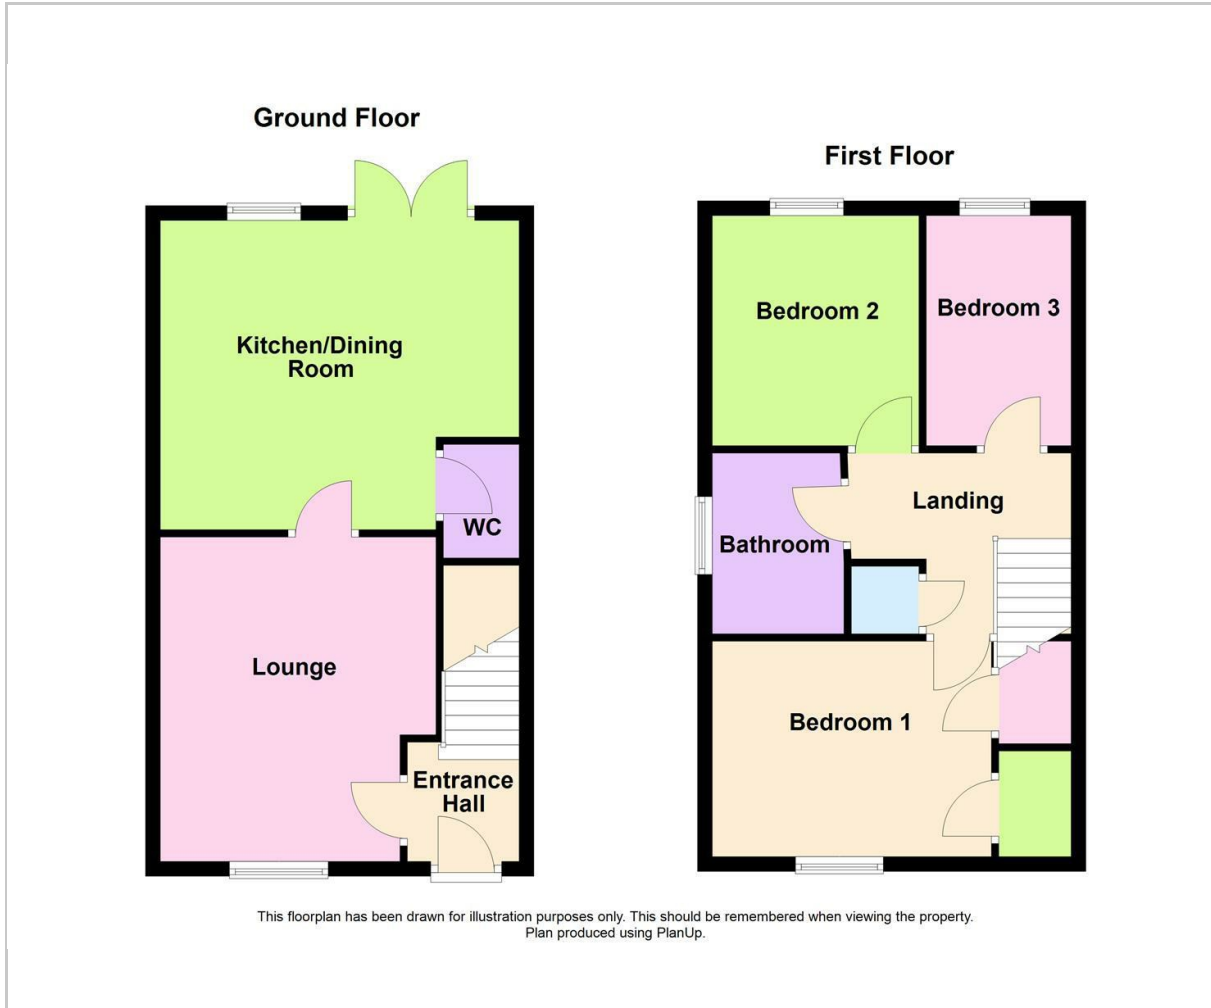 Ground Floor
Kitchen/Dining
Room
WC
Lounge
Entrance
Hall
First Floor
Bedroom 2
Bedroom 3
Landing
Bathroom
Bedroom 1
This floorplan has been drawn for illustration purposes only. This should be remembered when viewing the property.
Plan produced using PlanUp.